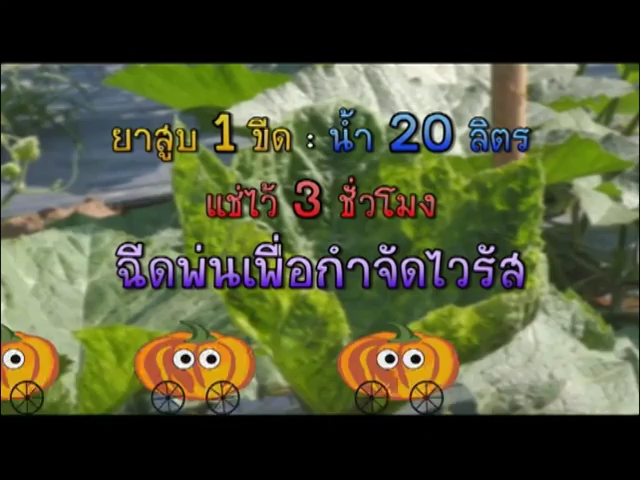 ยาสูบ 1 ขีด : น้ำ 20 ลิตร
แช่ไว้ 3 ชั่วโมง
ฉีดพ่นเพื่อกำจัดไวรัส